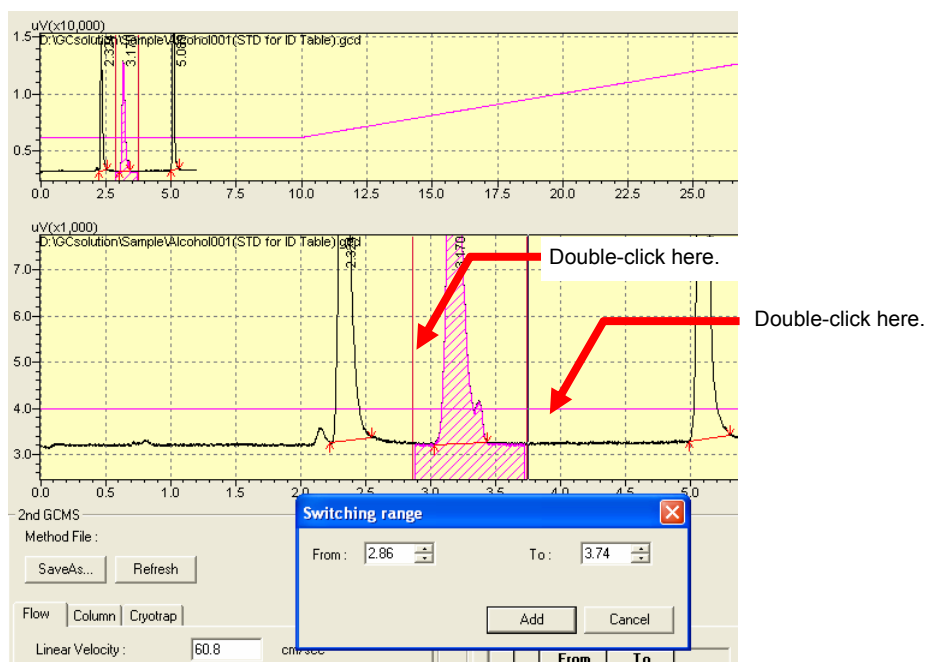 uV(x10,000)
D:\GCsolution\Sample\Alcohol001(STD for ID Table).gcd
1.5
1.0
0.5
3.170
0.0 2.5 5.0 7.5 10.0 12.5 15.0 17.5 20.0 22.5 25.0
uV(x1,000)
D:\GCsolution\Sample\Alcohol001(STD for ID Table).gcd
7.0
6.0
5.0
4.0
3.0
Double-click here.
Double-click here.
0.0 0.5 1.0 1.5 2.0 2.5 3.0 3.5 4.0 4.5 5.0
2nd GCMS
Method File :
SaveAs... Refresh
Flow Column Cryotrap
Linear Velocity : 60.8 cm/sec
Switching range
From : 2.86 To : 3.74
Add Cancel
From To